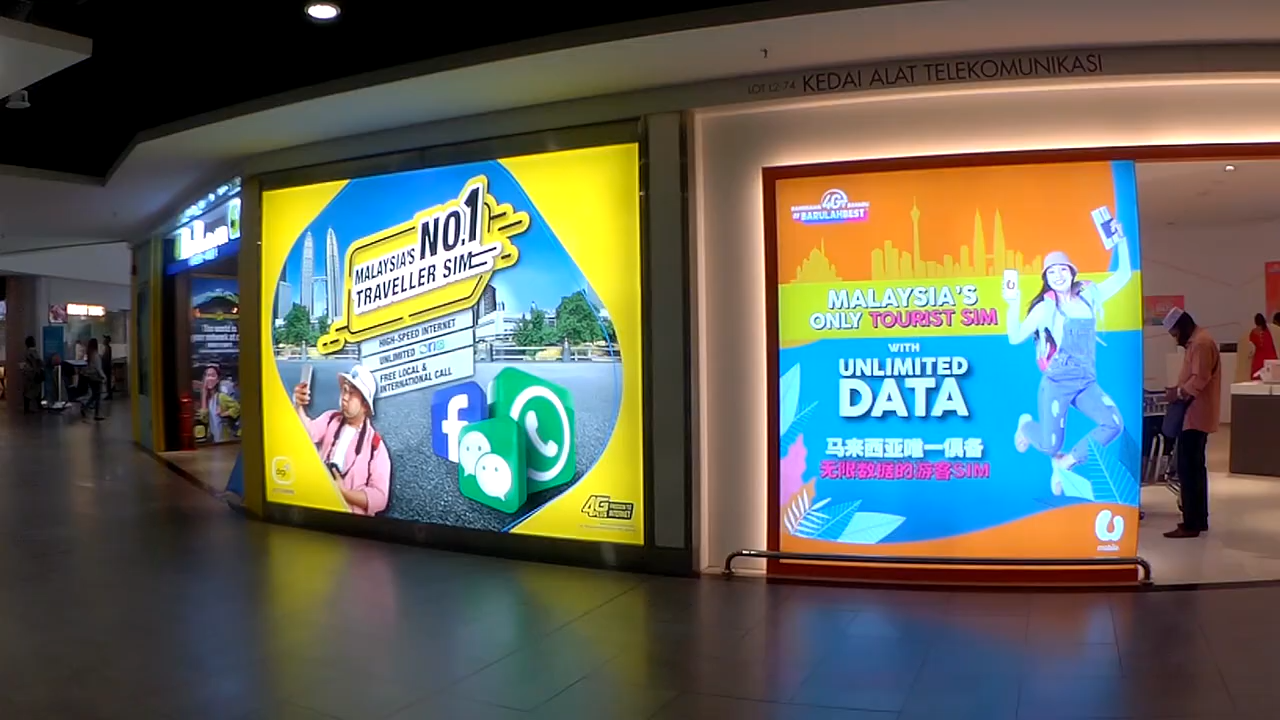 LOT L2-74 KEDAI ALAT TELEKOMUNIKASI
MALAYSIA'S NO.1
TRAVELLER SIM
HIGH-SPEED INTERNET
UNLIMITED
FREE LOCAL &
INTERNATIONAL CALL
4G
#BARULAHBEST
MALAYSIA'S
ONLY TOURIST SIM
WITH
UNLIMITED
DATA
马来西亚唯一俱备
无限数据的游客SIM
mobile